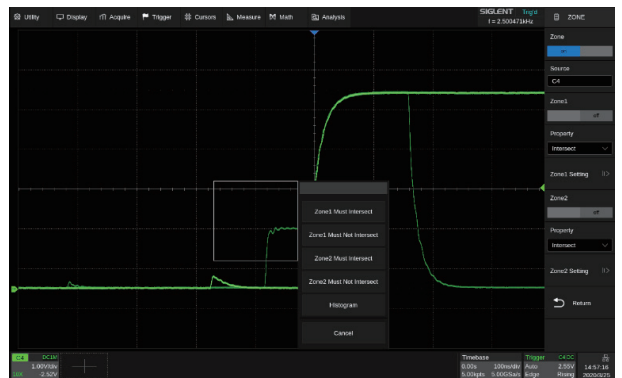 Utility Display Acquire Trigger Cursors Measure Math Analysis
SIGLENT Trig'd
f = 2.500471kHz
ZONE
Zone
on
Source
C4
Zone1
off
Property
Intersect
Zone1 Setting
Zone2
off
Property
Intersect
Zone2 Setting
Return
Zone1 Must Intersect
Zone1 Must Not Intersect
Zone2 Must Intersect
Zone2 Must Not Intersect
Histogram
Cancel
C4 DC1M
1.00V/div
10X -2.52V
Timebase
0.00s 100ns/div
5.00kpts 5.00GSa/s
Trigger C4 DC
Auto 2.55V
Edge Rising
14:57:16
2020/3/25